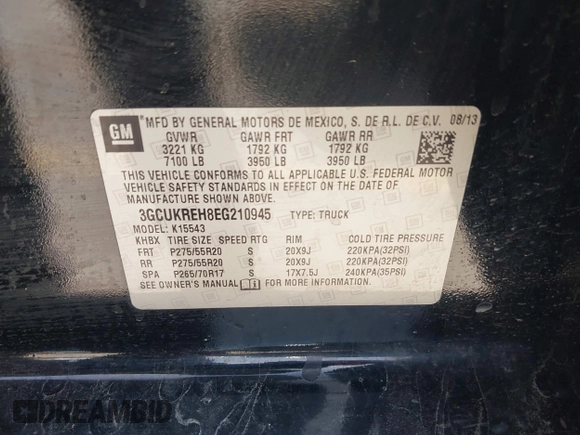 GM
MFD BY GENERAL MOTORS DE MEXICO, S. DE R.L. DE C.V. 08/13
GVWR GAWR FRT GAWR RR
3221 KG 1792 KG 1792 KG
7100 LB 3950 LB 3950 LB
THIS VEHICLE CONFORMS TO ALL APPLICABLE U.S. FEDERAL MOTOR
VEHICLE SAFETY STANDARDS IN EFFECT ON THE DATE OF
MANUFACTURE SHOWN ABOVE.
3GCUKREH8EG210945 TYPE: TRUCK
MODEL: K15543
KHBX TIRE SIZE SPEED RTG RIM COLD TIRE PRESSURE
FRT P275/55R20 S 20X9J 220KPA(32PSI)
RR P275/55R20 S 20X9J 220KPA(32PSI)
SPA P265/70R17 S 17X7.5J 240KPA(35PSI)
SEE OWNER'S MANUAL FOR MORE INFORMATION.
DREAMBID